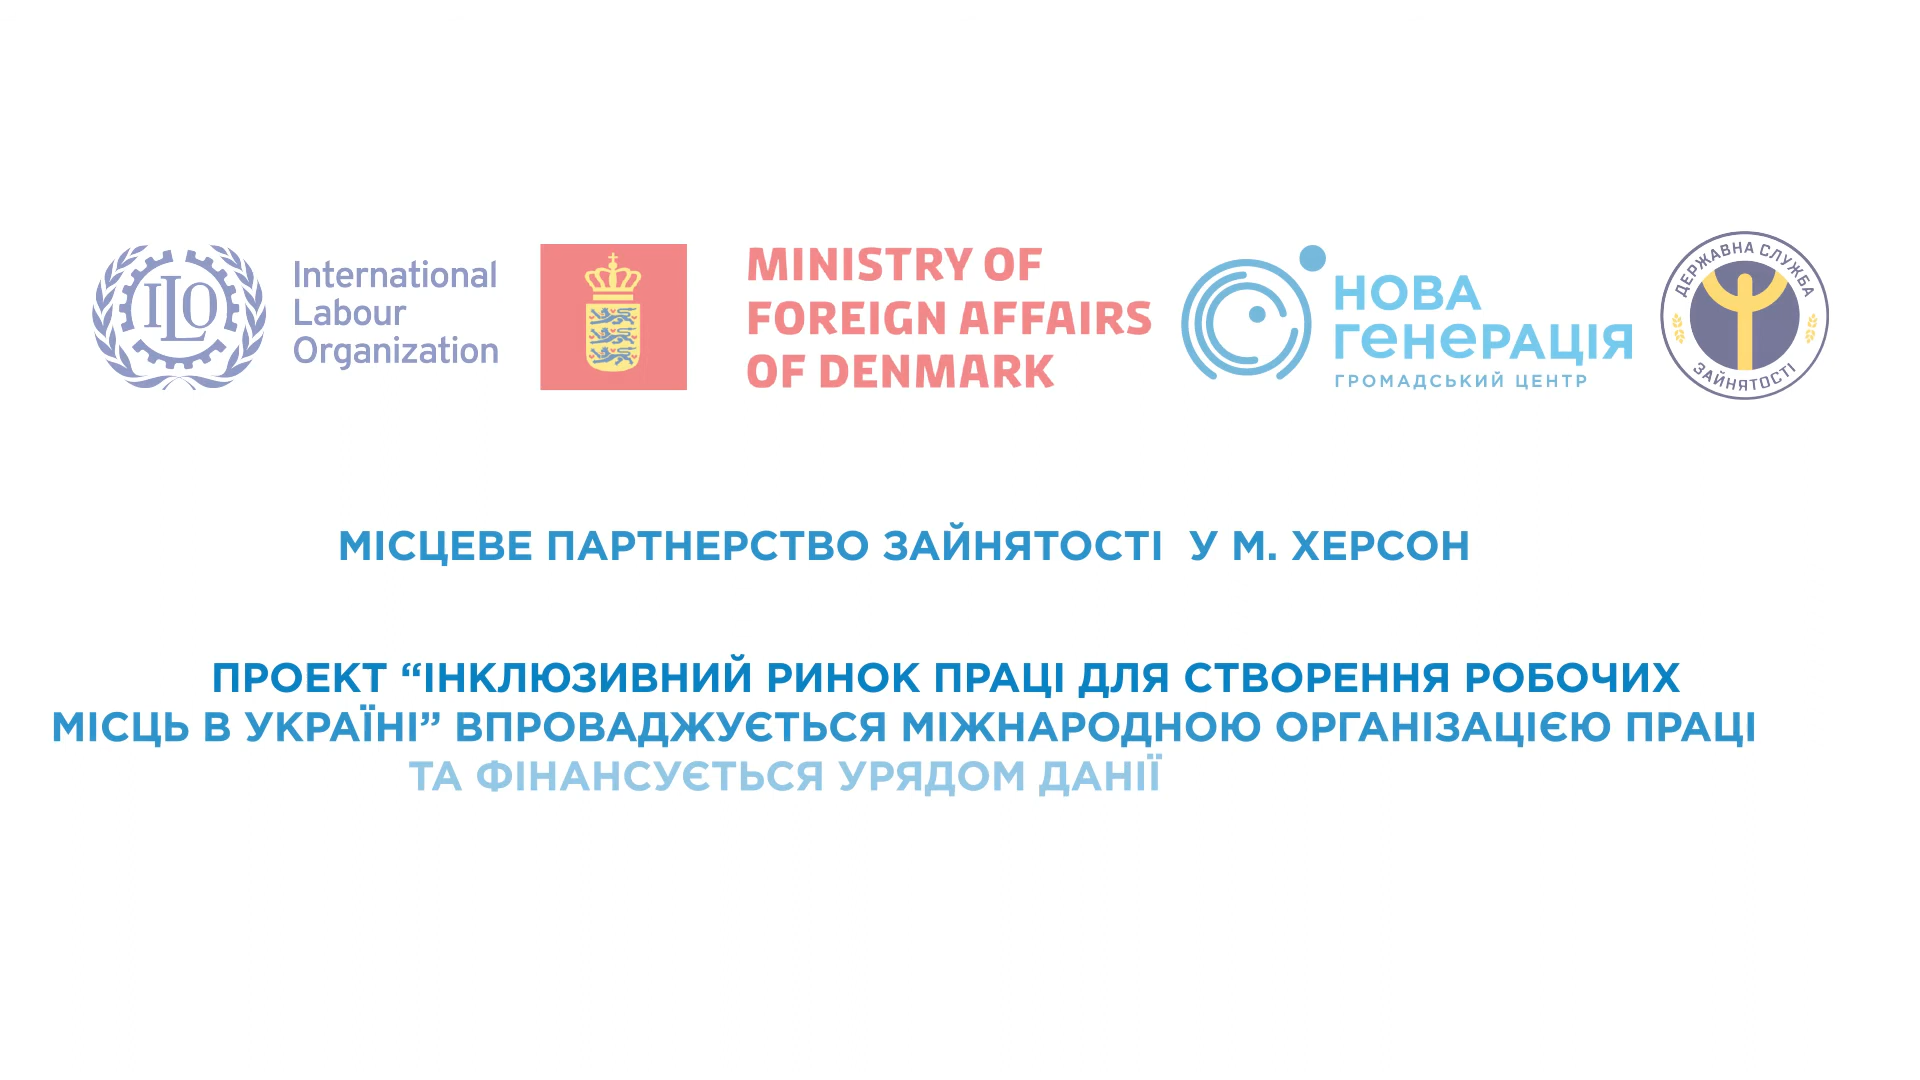 ILO
International
Labour
Organization
MINISTRY OF
FOREIGN AFFAIRS
OF DENMARK
НОВА
ГЕНЕРАЦІЯ
ГРОМАДСЬКИЙ ЦЕНТР
ДЕРЖАВНА СЛУЖБА
ЗАЙНЯТОСТІ
МІСЦЕВЕ ПАРТНЕРСТВО ЗАЙНЯТОСТІ У М. ХЕРСОН
ПРОЕКТ “ІНКЛЮЗИВНИЙ РИНОК ПРАЦІ ДЛЯ СТВОРЕННЯ РОБОЧИХ
МІСЦЬ В УКРАЇНІ” ВПРОВАДЖУЄТЬСЯ МІЖНАРОДНОЮ ОРГАНІЗАЦІЄЮ ПРАЦІ
ТА ФІНАНСУЄТЬСЯ УРЯДОМ ДАНІЇ